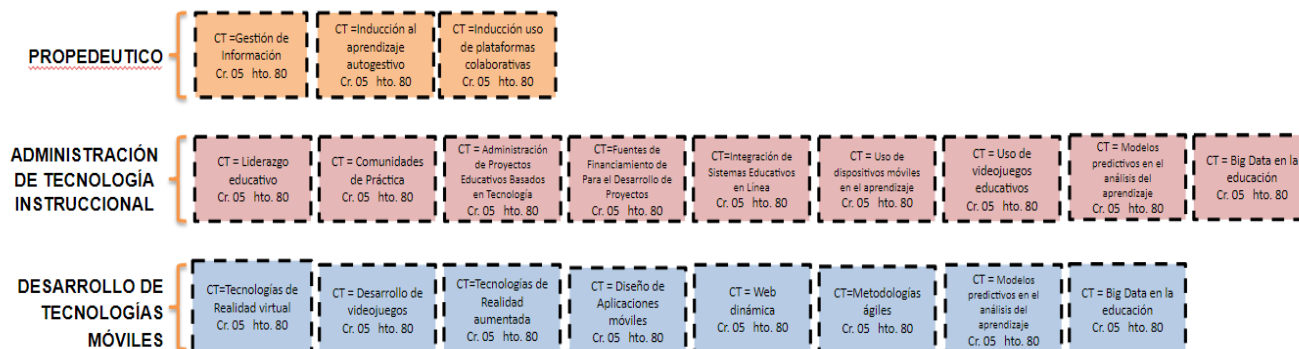 PROPEDEUTICO
CT =Gestión de
Información
Cr. 05 hto. 80
CT =Inducción al
aprendizaje
autogestivo
Cr. 05 hto. 80
CT =Inducción uso
de plataformas
colaborativas
Cr. 05 hto. 80
ADMINISTRACIÓN
DE TECNOLOGÍA
INSTRUCCIONAL
CT = Liderazgo
educativo
Cr. 05 hto. 80
CT = Comunidades
de Práctica
Cr. 05 hto. 80
CT = Administración
de Proyectos
Educativos Basados
en Tecnología
Cr. 05 hto. 80
CT=Fuentes de
Financiamiento de
Para el Desarrollo de
Proyectos
Cr. 05 hto. 80
CT=Integración de
Sistemas Educativos
en Línea
Cr. 05 hto. 80
CT = Uso de
dispositivos móviles
en el aprendizaje
Cr. 05 hto. 80
CT = Uso de
videojuegos
educativos
Cr. 05 hto. 80
CT = Modelos
predictivos en el
análisis del
aprendizaje
Cr. 05 hto. 80
CT = Big Data en la
educación
Cr. 05 hto. 80
DESARROLLO DE
TECNOLOGÍAS
MÓVILES
CT=Tecnologías de
Realidad virtual
Cr. 05 hto. 80
CT = Desarrollo de
videojuegos
Cr. 05 hto. 80
CT=Tecnologías de
Realidad
aumentada
Cr. 05 hto. 80
CT = Diseño de
Aplicaciones
móviles
Cr. 05 hto. 80
CT = Web
dinámica
Cr. 05 hto. 80
CT=Metodologías
ágiles
Cr. 05 hto. 80
CT = Modelos
predictivos en el
análisis del
aprendizaje
Cr. 05 hto. 80
CT = Big Data en la
educación
Cr. 05 hto. 80